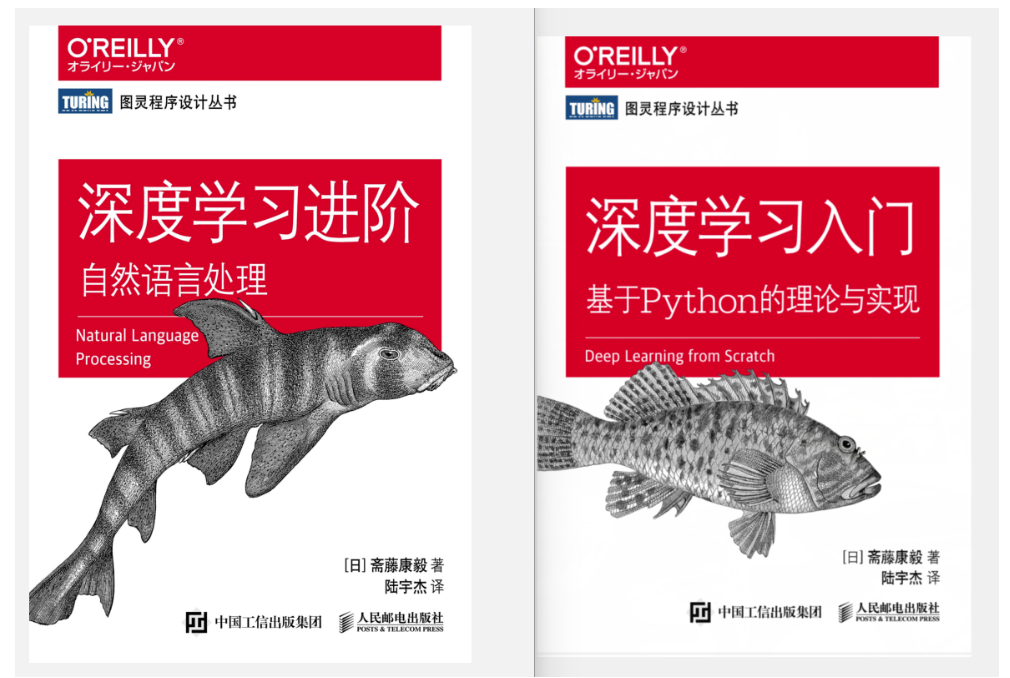 O'REILLY®
オライリー・ジャパン
TURING 图灵程序设计丛书
深度学习进阶
自然语言处理
Natural Language
Processing
[日] 斋藤康毅 著
陆宇杰 译
中国工信出版集团 人民邮电出版社
POSTS & TELECOM PRESS
O'REILLY®
オライリー・ジャパン
TURING 图灵程序设计丛书
深度学习入门
基于Python的理论与实现
Deep Learning from Scratch
[日] 斋藤康毅 著
陆宇杰 译
中国工信出版集团 人民邮电出版社
POSTS & TELECOM PRESS